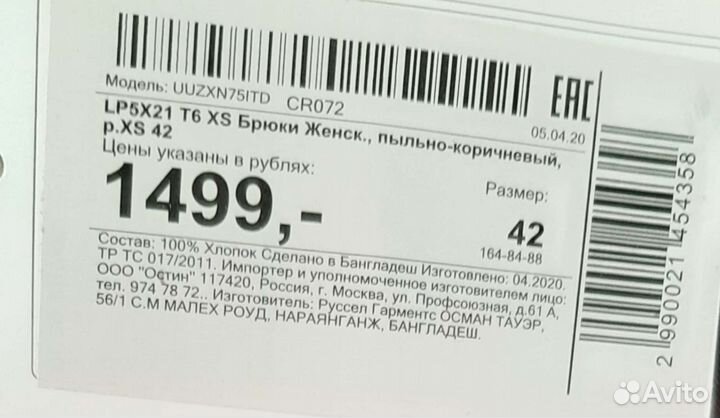 EAC
Модель: UUZXN75ITD CR072
05.04.20
LP5X21 T6 XS Брюки Женск., пыльно-коричневый,
р.XS 42
Цены указаны в рублях:
1499,-
Размер:
42
164-84-88
Состав: 100% Хлопок Сделано в Бангладеш Изготовлено: 04.2020.
ТР ТС 017/2011. Импортер и уполномоченное изготовителем лицо:
ООО "Остин" 117420, Россия, г. Москва, ул. Профсоюзная, д.61 А,
тел. 974 78 72.. Изготовитель: Руссел Гарментс ОСМАН ТАУЭР,
56/1 С.М МАЛЕХ РОУД, НАРАЯНГАНЖ, БАНГЛАДЕШ.
2 990021 454358
Avito